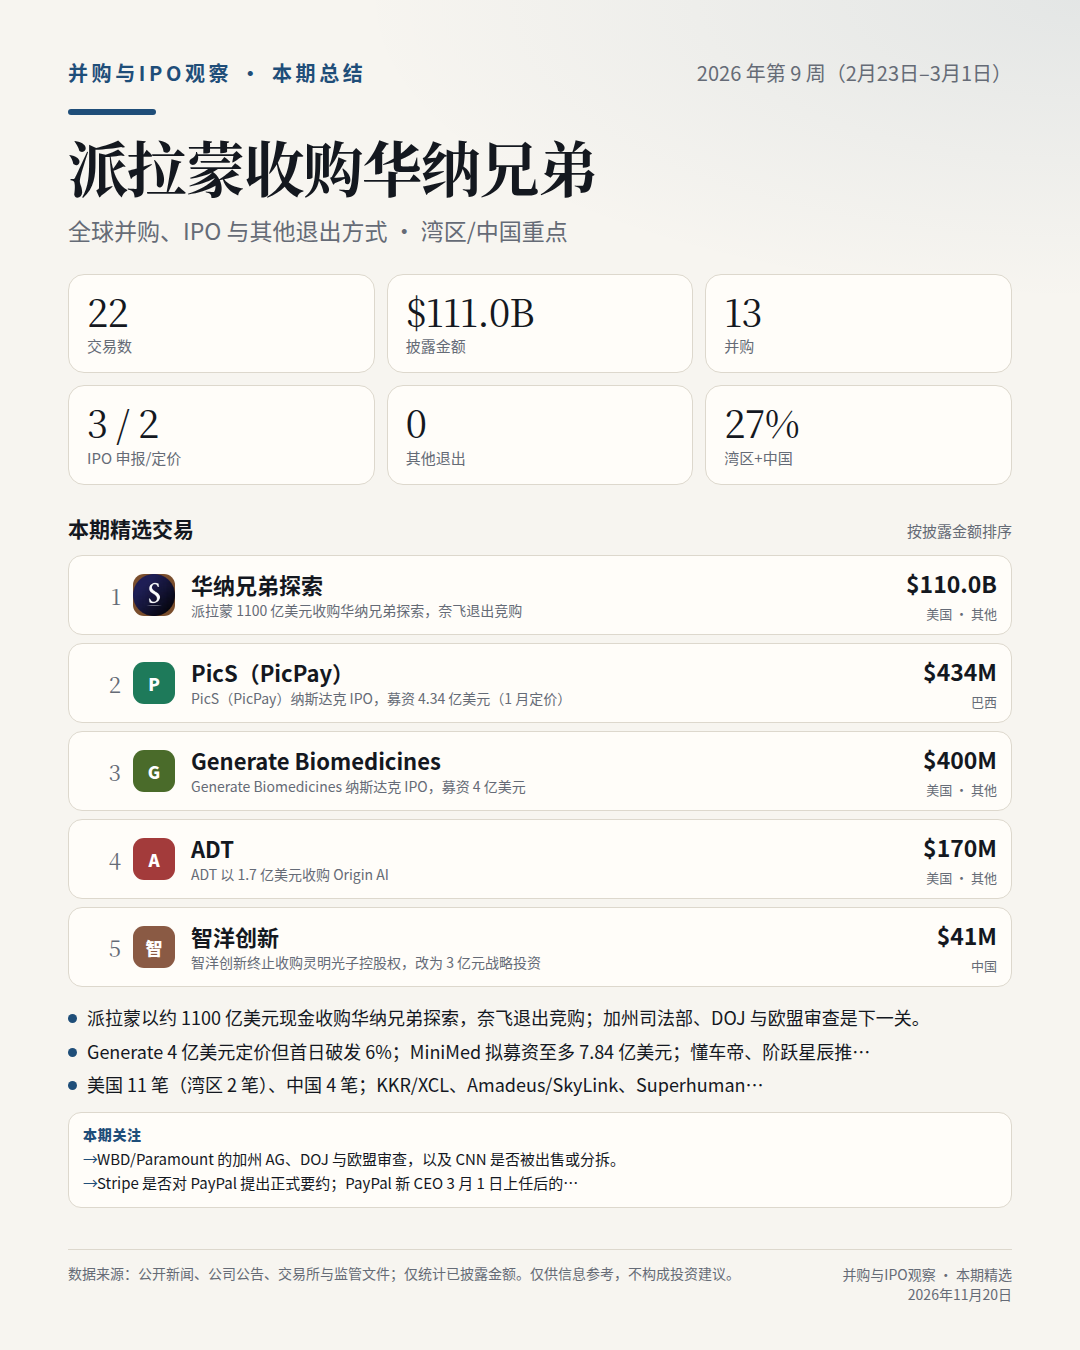 并购与IPO观察 · 本期总结
2026 年第 9 周（2月23日–3月1日）
派拉蒙收购华纳兄弟
全球并购、IPO 与其他退出方式 · 湾区/中国重点
22
交易数
$111.0B
披露金额
13
并购
3 / 2
IPO 申报/定价
0
其他退出
27%
湾区+中国
本期精选交易
按披露金额排序
1
S
华纳兄弟探索
派拉蒙 1100 亿美元收购华纳兄弟探索，奈飞退出竞购
$110.0B
美国 · 其他
2
P
PicS（PicPay）
PicS（PicPay）纳斯达克 IPO，募资 4.34 亿美元（1 月定价）
$434M
巴西
3
G
Generate Biomedicines
Generate Biomedicines 纳斯达克 IPO，募资 4 亿美元
$400M
美国 · 其他
4
A
ADT
ADT 以 1.7 亿美元收购 Origin AI
$170M
美国 · 其他
5
智
智洋创新
智洋创新终止收购灵明光子控股权，改为 3 亿元战略投资
$41M
中国
派拉蒙以约 1100 亿美元现金收购华纳兄弟探索，奈飞退出竞购；加州司法部、DOJ 与欧盟审查是下一关。
Generate 4 亿美元定价但首日破发 6%；MiniMed 拟募资至多 7.84 亿美元；懂车帝、阶跃星辰推…
美国 11 笔（湾区 2 笔）、中国 4 笔；KKR/XCL、Amadeus/SkyLink、Superhuman…
本期关注
→WBD/Paramount 的加州 AG、DOJ 与欧盟审查，以及 CNN 是否被出售或分拆。
→Stripe 是否对 PayPal 提出正式要约；PayPal 新 CEO 3 月 1 日上任后的…
数据来源：公开新闻、公司公告、交易所与监管文件；仅统计已披露金额。仅供信息参考，不构成投资建议。
并购与IPO观察 · 本期精选
2026年11月20日